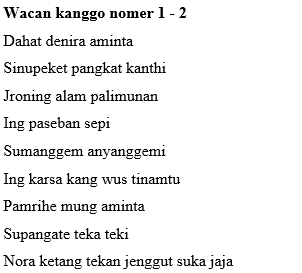 Wacan kanggo nomer 1 - 2
Dahat denira aminta
Sinupeket pangkat kanthi
Jroning alam palimunan
Ing paseban sepi
Sumanggem anyanggemi
Ing karsa kang wus tinamtu
Pamrihe mung aminta
Supangate teka teki
Nora ketang tekan jenggut suka jaja